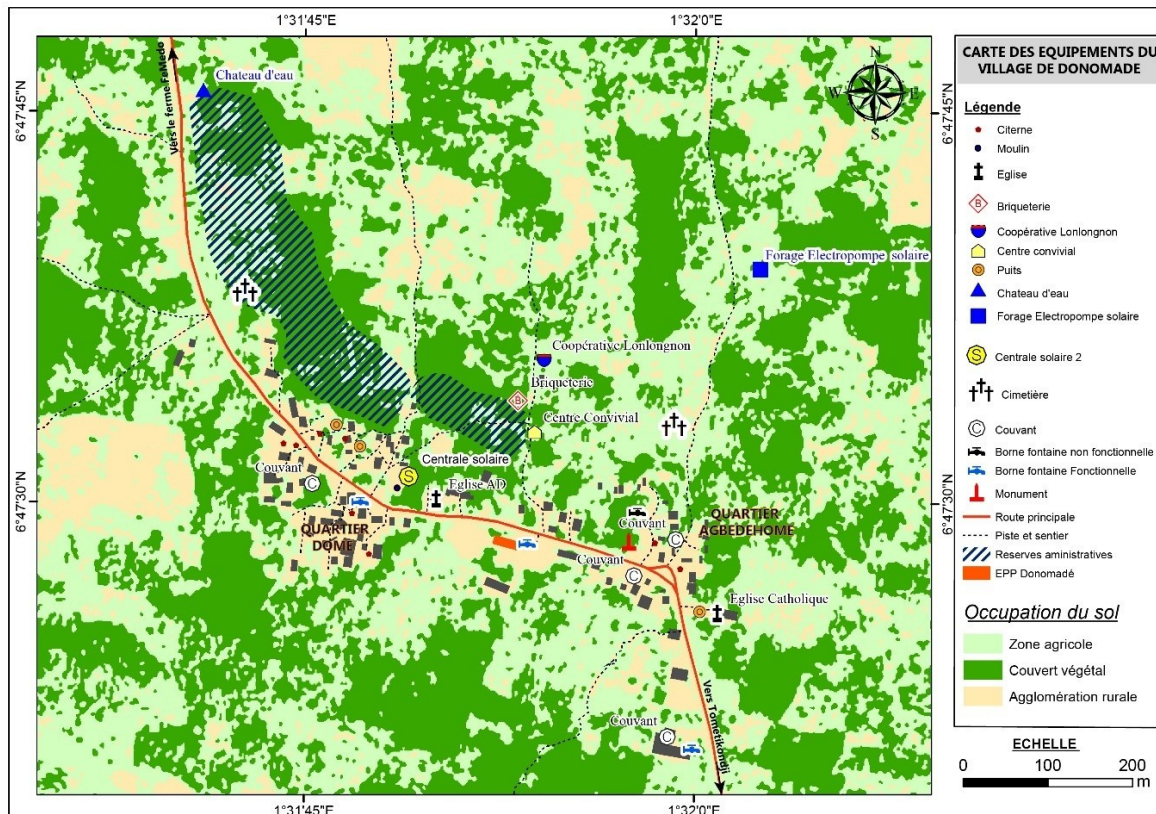 1°31'45"E
1°32'0"E
6°47'45"N
6°47'45"N
Vers le ferme FeMedo
Chateau d'eau
N
W E
S
Forage Electropompe solaire
Coopérative Lonlongnon
Briqueterie
B
Centre Convivial
Couvant
C
Centrale solaire
S
Eglise AD
6°47'30"N
6°47'30"N
QUARTIER
DOME
Couvant
C
QUARTIER
AGBEDEHOME
Couvant
C
Eglise Catholique
Vers Tometikondji
Couvant
C
1°31'45"E
1°32'0"E
CARTE DES EQUIPEMENTS DU
VILLAGE DE DONOMADE
Légende
Citerne
Moulin
Eglise
B Briqueterie
Coopérative Lonlongnon
Centre convivial
Puits
Chateau d'eau
Forage Electropompe solaire
S Centrale solaire 2
Cimetière
C Couvant
Borne fontaine non fonctionelle
Borne fontaine Fonctionnelle
Monument
Route principale
Piste et sentier
Reserves aministratives
EPP Donomadé
Occupation du sol
Zone agricole
Couvert végétal
Agglomération rurale
ECHELLE
0 100 200
m